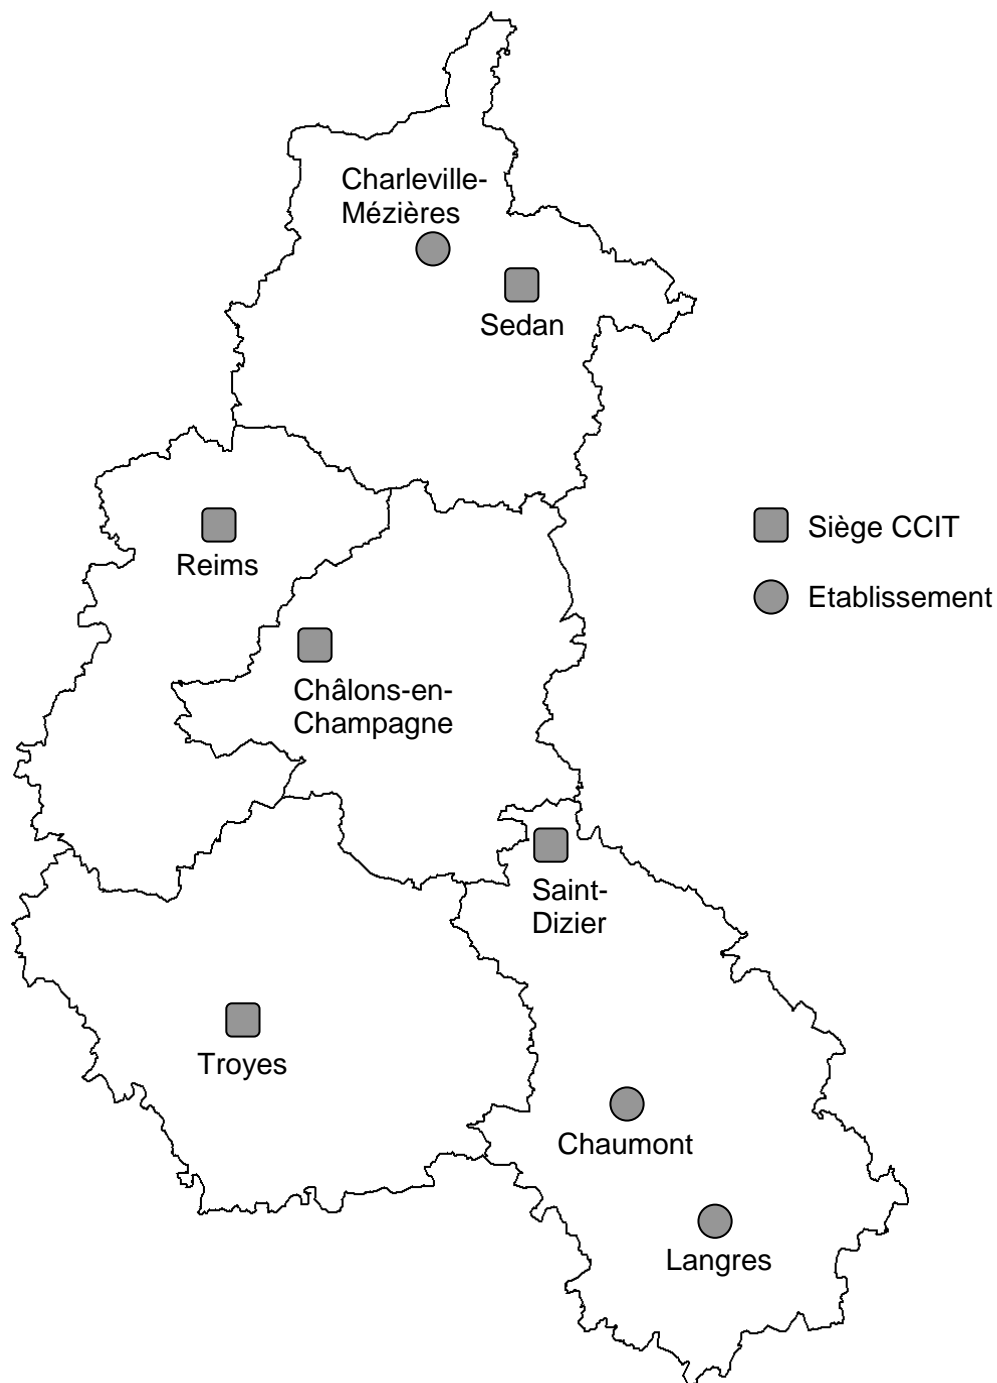 Charleville-
Mézières
Sedan
Reims
Siège CCIT
Etablissement
Châlons-en-
Champagne
Saint-
Dizier
Troyes
Chaumont
Langres